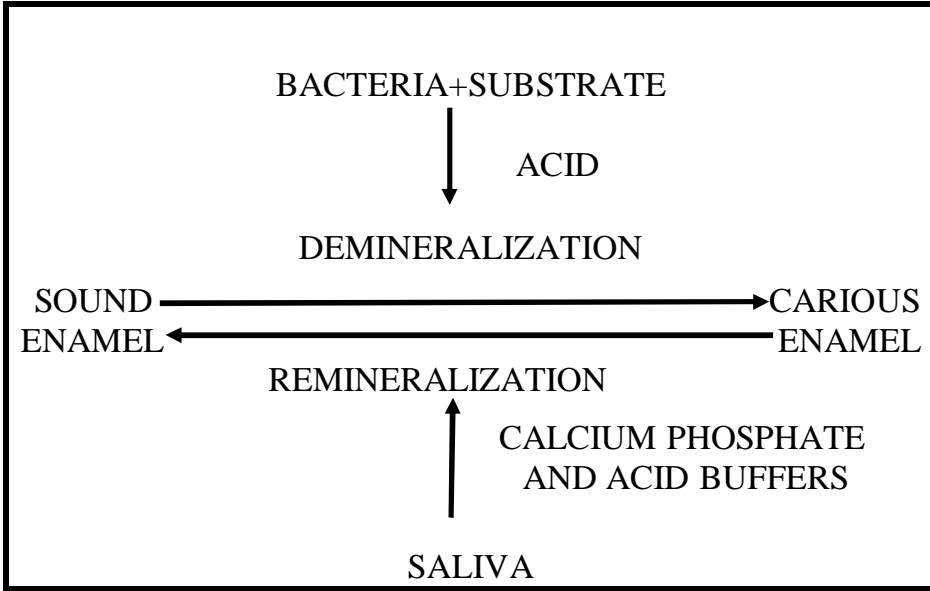 BACTERIA+SUBSTRATE
ACID
DEMINERALIZATION
SOUND
ENAMEL
CARIOUS
ENAMEL
REMINERALIZATION
CALCIUM PHOSPHATE
AND ACID BUFFERS
SALIVA